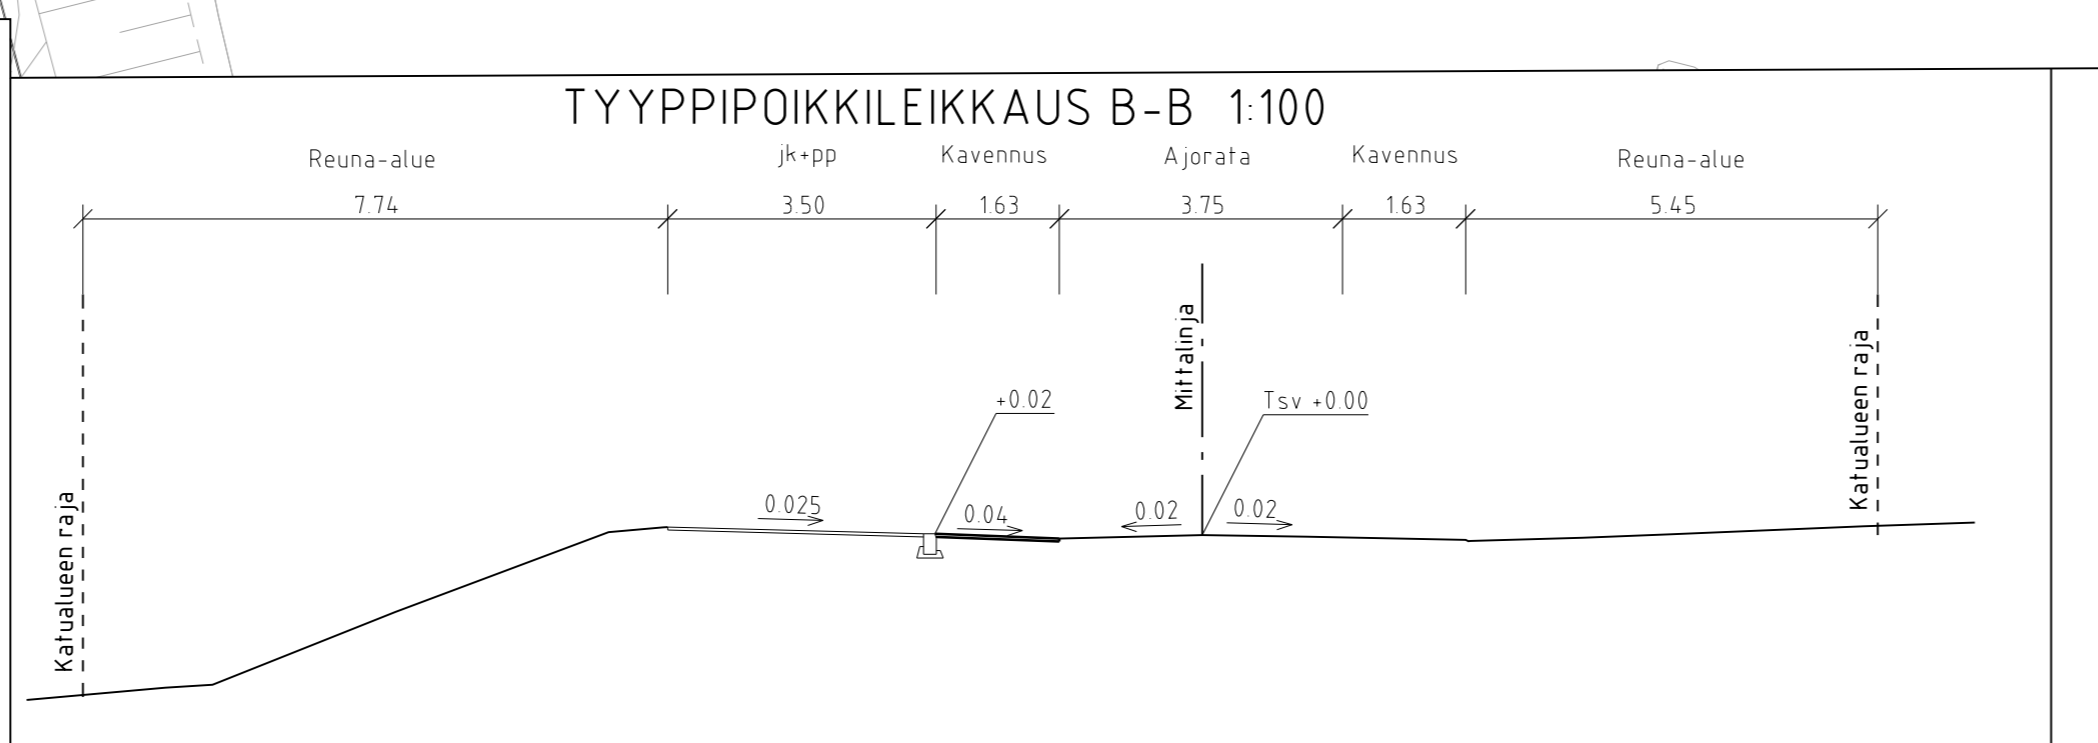 TYYPPIPOIKKILEIKKAUS B-B 1:100
Reuna-alue jk+pp Kavennus Ajorata Kavennus Reuna-alue
7.74 3.50 1.63 3.75 1.63 5.45
Mittalinja
Katualueen raja
+0.02 Tsv +0.00
Katualueen raja
0.025 0.04 0.02 0.02